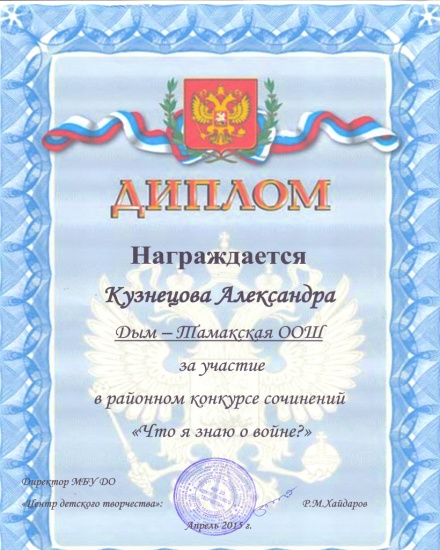 ДИПЛОМ
Награждается
Кузнецова Александра
Дым – Тамакская ООШ
за участие
в районном конкурсе сочинений
«Что я знаю о войне?»
Директор МБУ ДО
«Центр детского творчества»: Р.М.Хайдаров
Апрель 2015 г.